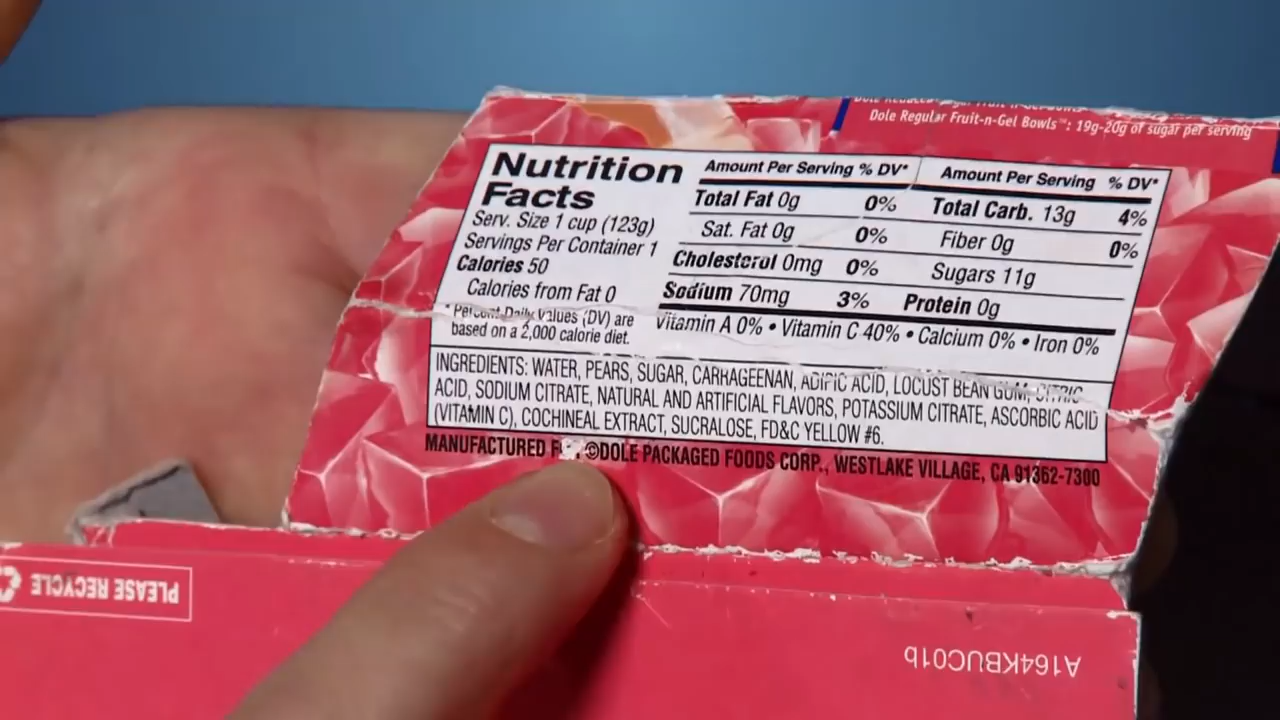 Dole Regular Fruit-n-Gel Bowls™: 19g-20g of sugar per serving
Nutrition
Facts
Serv. Size 1 cup (123g)
Servings Per Container 1
Calories 50
Calories from Fat 0
*Percent Daily Values (DV) are
based on a 2,000 calorie diet.
Amount Per Serving % DV*
Total Fat 0g 0%
Sat. Fat 0g 0%
Cholesterol 0mg 0%
Sodium 70mg 3%
Amount Per Serving % DV*
Total Carb. 13g 4%
Fiber 0g 0%
Sugars 11g
Protein 0g
Vitamin A 0% • Vitamin C 40% • Calcium 0% • Iron 0%
INGREDIENTS: WATER, PEARS, SUGAR, CARRAGEENAN, ADIPIC ACID, LOCUST BEAN GUM, CITRIC
ACID, SODIUM CITRATE, NATURAL AND ARTIFICIAL FLAVORS, POTASSIUM CITRATE, ASCORBIC ACID
(VITAMIN C), COCHINEAL EXTRACT, SUCRALOSE, FD&C YELLOW #6.
MANUFACTURED ©DOLE PACKAGED FOODS CORP., WESTLAKE VILLAGE, CA 91362-7300
PLEASE RECYCLE
A164KBUC01b